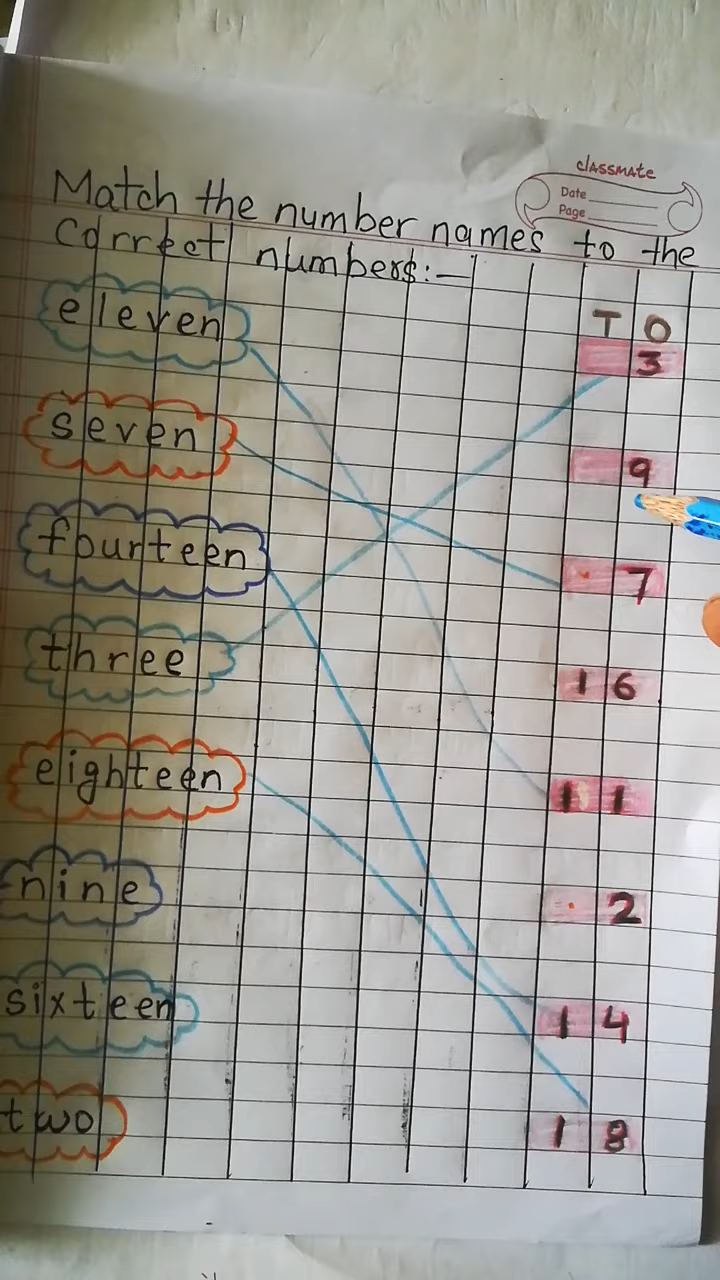 classmate
Date
Page
Match the number names to the
correct numbers:-
T O
eleven 3
seven 9
fourteen 7
three 16
eighteen 11
nine 2
sixteen 14
two 18